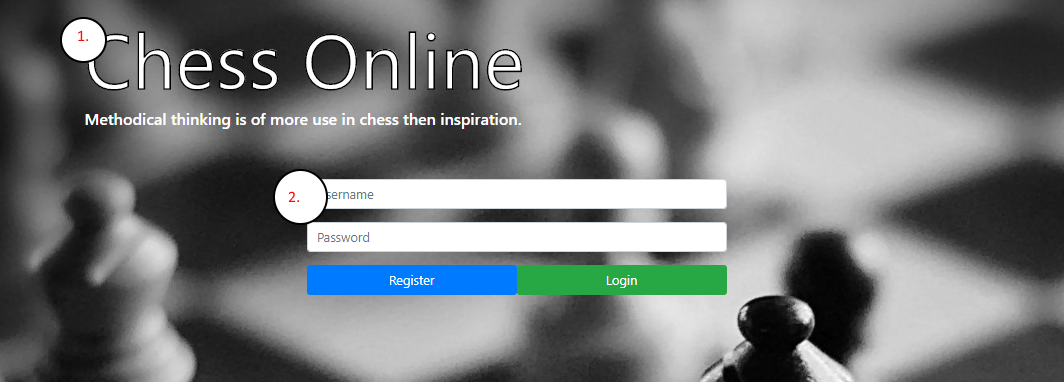 1.
Chess Online
Methodical thinking is of more use in chess then inspiration.
2.
sername
Password
Register
Login